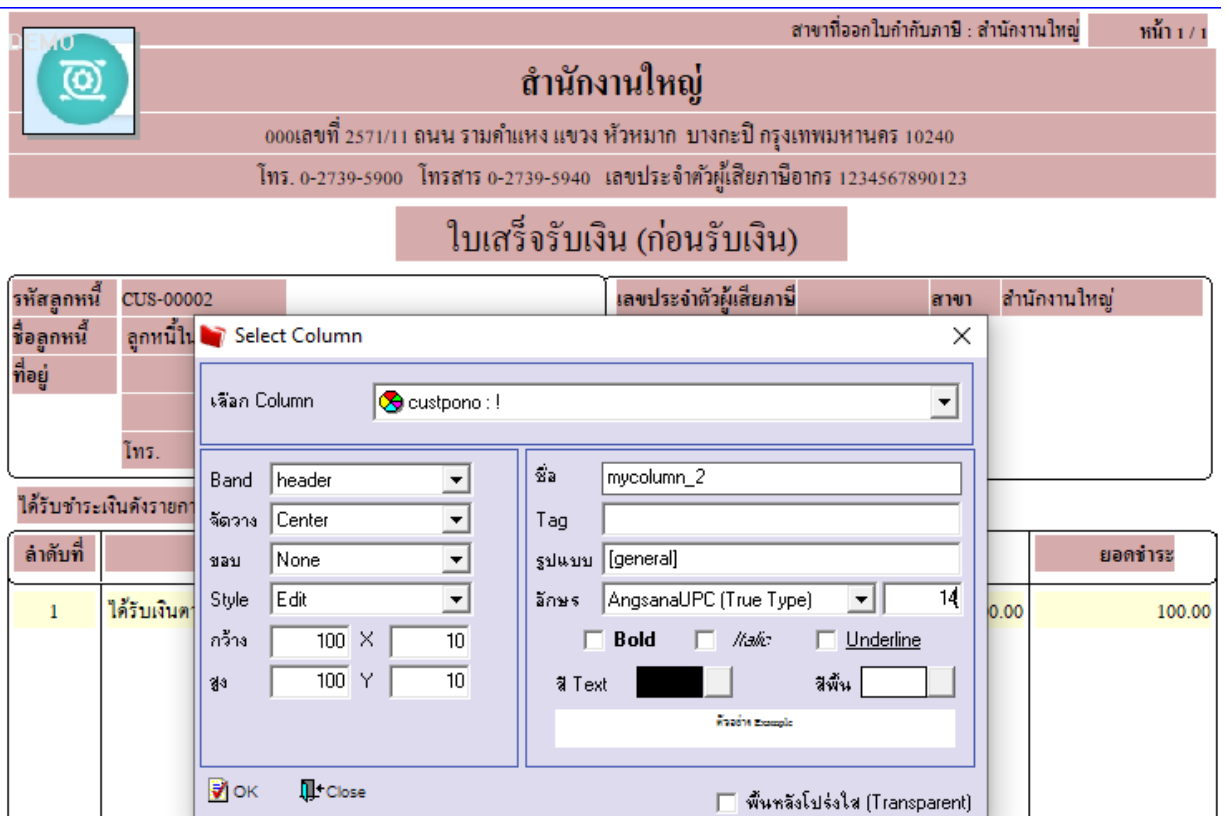 DEMO
สาขาที่ออกใบกำกับภาษี : สำนักงานใหญ่ หน้า 1 / 1
สำนักงานใหญ่
000เลขที่ 2571/11 ถนน รามคำแหง แขวง หัวหมาก บางกะปิ กรุงเทพมหานคร 10240
โทร. 0-2739-5900 โทรสาร 0-2739-5940 เลขประจำตัวผู้เสียภาษีอากร 1234567890123
ใบเสร็จรับเงิน (ก่อนรับเงิน)
รหัสลูกหนี้ CUS-00002 เลขประจำตัวผู้เสียภาษี สาขา สำนักงานใหญ่
ชื่อลูกหนี้ ลูกหนี้ใน
ที่อยู่
โทร.
ได้รับชำระเงินดังรายกา
ลำดับที่ ยอดชำระ
1 ได้รับเงินตา 0.00 100.00
Select Column
เลือก Column custpono : !
Band header
จัดวาง Center
ขอบ None
Style Edit
กว้าง 100 X 10
สูง 100 Y 10
ชื่อ mycolumn_2
Tag
รูปแบบ [general]
อักษร AngsanaUPC (True Type) 14
Bold Italic Underline
สี Text สีพื้น
ตัวอย่าง Example
OK Close
พื้นหลังโปร่งใส (Transparent)